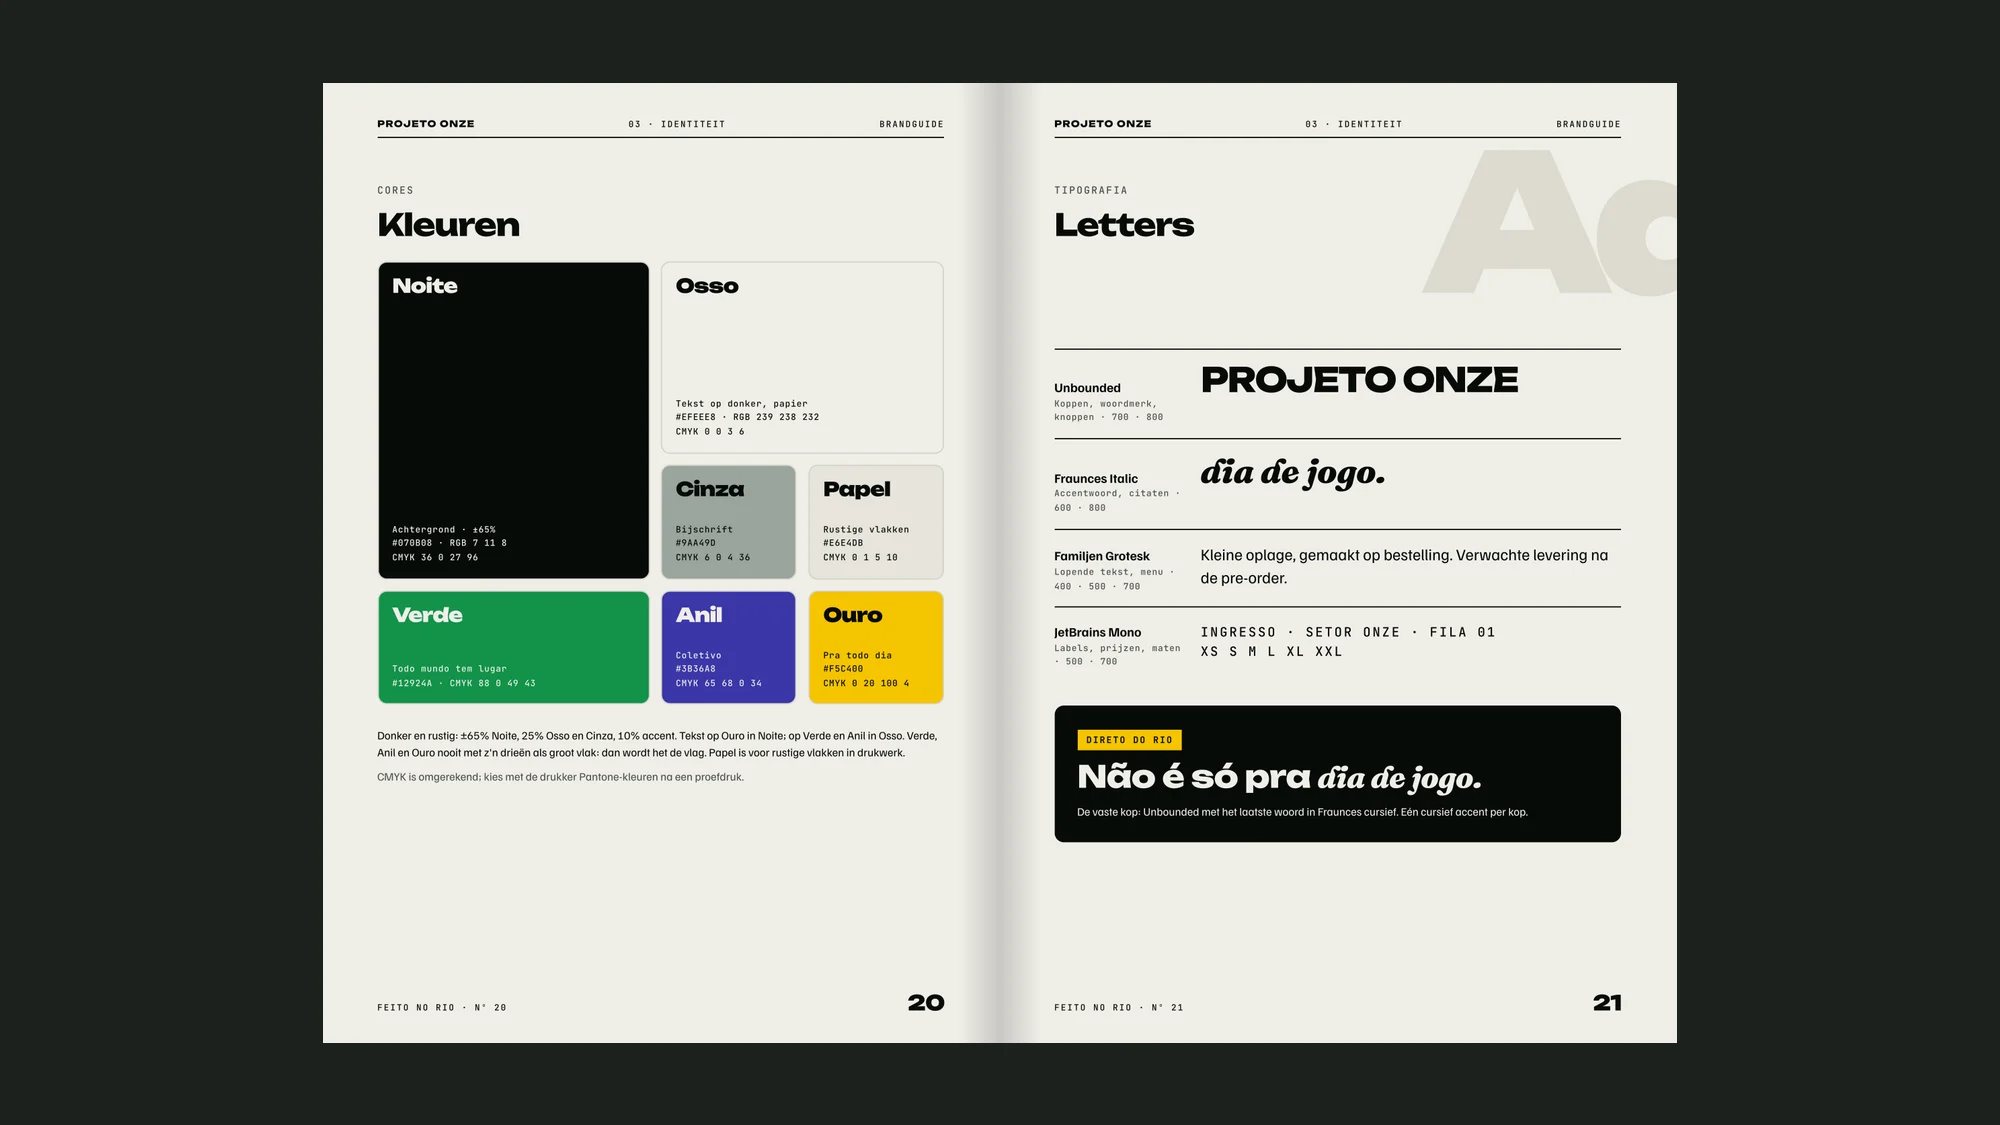 PROJETO ONZE
03 · IDENTITEIT
BRANDGUIDE
CORES
Kleuren
Noite
Achtergrond · ±65%
#070B08 · RGB 7 11 8
CMYK 36 0 27 96
Osso
Tekst op donker, papier
#EFEEE8 · RGB 239 238 232
CMYK 0 0 3 6
Cinza
Bijschrift
#9AA49D
CMYK 6 0 4 36
Papel
Rustige vlakken
#E6E4DB
CMYK 0 1 5 10
Verde
Todo mundo tem lugar
#12924A · CMYK 88 0 49 43
Anil
Coletivo
#3B36A8
CMYK 65 68 0 34
Ouro
Pra todo dia
#F5C400
CMYK 0 20 100 4
Donker en rustig: ±65% Noite, 25% Osso en Cinza, 10% accent. Tekst op Ouro in Noite; op Verde en Anil in Osso. Verde,
Anil en Ouro nooit met z'n drieën als groot vlak: dan wordt het de vlag. Papel is voor rustige vlakken in drukwerk.
CMYK is omgerekend; kies met de drukker Pantone-kleuren na een proefdruk.
FEITO NO RIO · N° 20
20
PROJETO ONZE
03 · IDENTITEIT
BRANDGUIDE
TIPOGRAFIA
Letters
Unbounded
Koppen, woordmerk,
knoppen · 700 · 800
PROJETO ONZE
Fraunces Italic
Accentwoord, citaten ·
600 · 800
dia de jogo.
Familjen Grotesk
Lopende tekst, menu ·
400 · 500 · 700
Kleine oplage, gemaakt op bestelling. Verwachte levering na
de pre-order.
JetBrains Mono
Labels, prijzen, maten
· 500 · 700
INGRESSO · SETOR ONZE · FILA 01
XS S M L XL XXL
DIRETO DO RIO
Não é só pra dia de jogo.
De vaste kop: Unbounded met het laatste woord in Fraunces cursief. Eén cursief accent per kop.
FEITO NO RIO · N° 21
21